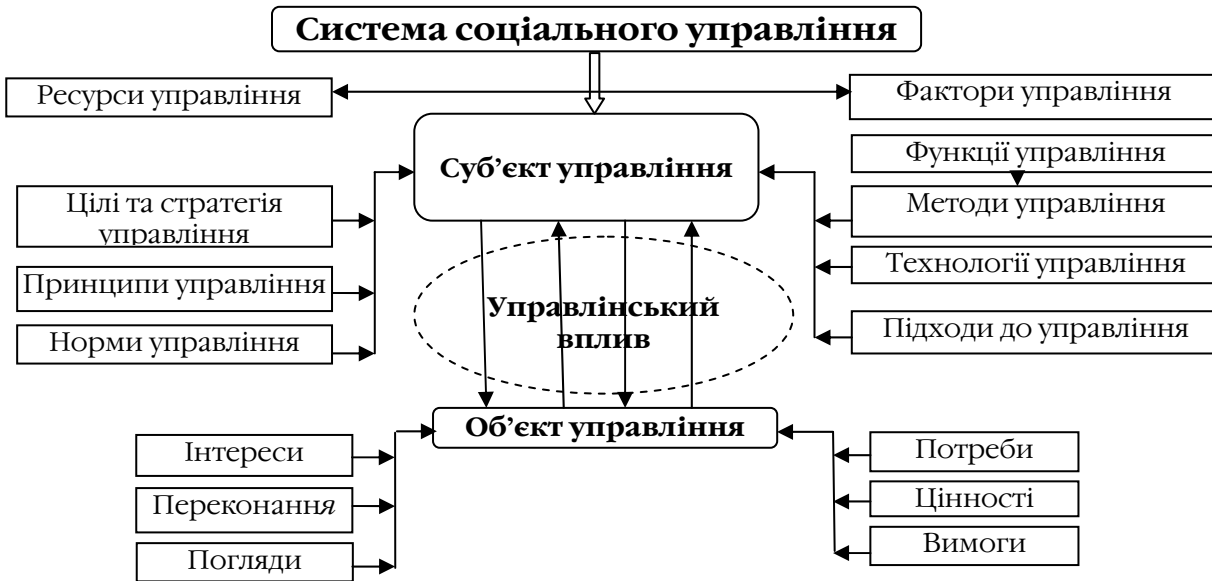 Система соціального управління
Ресурси управління
Фактори управління
Суб’єкт управління
Функції управління
Цілі та стратегія
управління
Методи управління
Принципи управління
Технології управління
Норми управління
Підходи до управління
Управлінський
вплив
Об’єкт управління
Інтереси
Потреби
Переконання
Цінності
Погляди
Вимоги